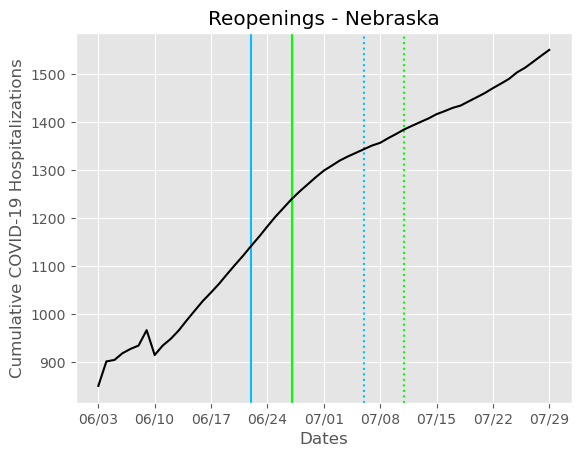 Reopenings - Nebraska
Cumulative COVID-19 Hospitalizations
1500
1400
1300
1200
1100
1000
900
06/03 06/10 06/17 06/24 07/01 07/08 07/15 07/22 07/29
Dates